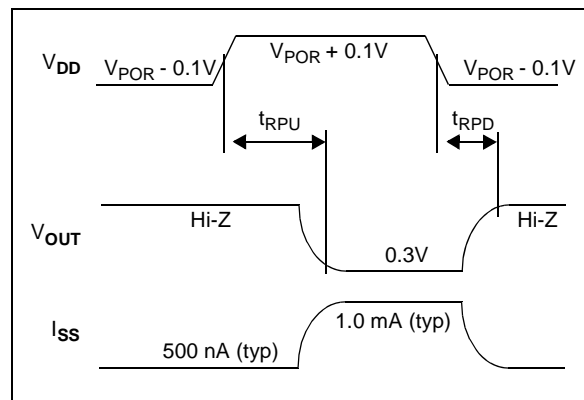 VDD
VPOR - 0.1V
VPOR + 0.1V
VPOR - 0.1V
tRPU
tRPD
VOUT
Hi-Z
0.3V
Hi-Z
ISS
500 nA (typ)
1.0 mA (typ)